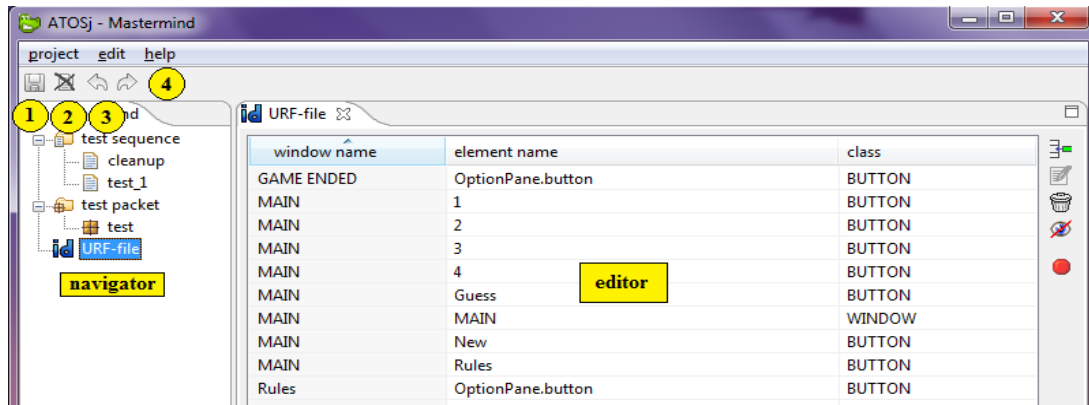 ATOSj - Mastermind
project edit help
4
1 2 3 nd
id URF-file
test sequence
cleanup
test_1
test packet
test
id URF-file
navigator
window name element name class
GAME ENDED OptionPane.button BUTTON
MAIN 1 BUTTON
MAIN 2 BUTTON
MAIN 3 BUTTON
MAIN 4 BUTTON
editor
MAIN Guess BUTTON
MAIN MAIN WINDOW
MAIN New BUTTON
MAIN Rules BUTTON
Rules OptionPane.button BUTTON